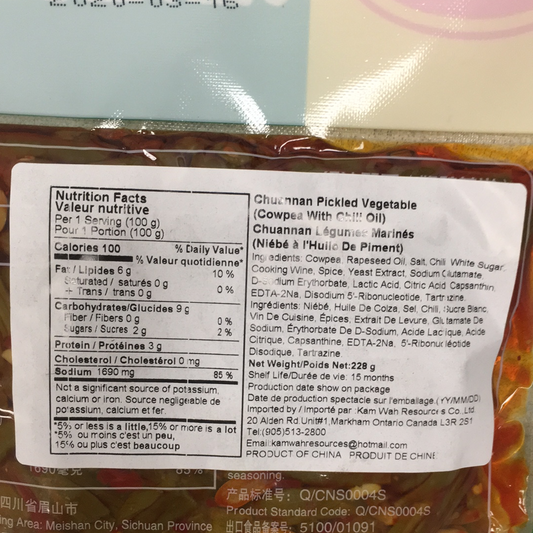 2020-03-16
Nutrition Facts
Valeur nutritive
Per 1 Serving (100 g)
Pour 1 Portion (100 g)
Calories 100 % Daily Value*
% Valeur quotidienne*
Fat / Lipides 6 g 10 %
Saturated / saturés 0 g
+ Trans / trans 0 g 0 %
Carbohydrates/Glucides 9 g
Fiber / Fibers 0 g 0 %
Sugars / Sucres 2 g 2 %
Protein / Protéines 3 g
Cholesterol / Cholestérol 0 mg
Sodium 1690 mg 85 %
Not a significant source of potassium,
calcium or iron. Source negligeable de
potassium, calcium et fer.
*5% or less is a little,15% or more is a lot
*5% ou moins c'est un peu,
15% ou plus c'est beaucoup
Chuannan Pickled Vegetable
(Cowpea With Chili Oil)
Chuannan Légumes Marinés
(Niébé à l'Huile De Piment)
Ingredients: Cowpea, Rapeseed Oil, Salt, Chili, White Sugar,
Cooking Wine, Spice, Yeast Extract, Sodium Glutamate,
D-Sodium Erythorbate, Lactic Acid, Citric Acid Capsanthin,
EDTA-2Na, Disodium 5'-Ribonucleotide, Tartrazine
Ingrédients: Niébé, Huile De Colza, Sel, Chili, Sucre Blanc,
Vin De Cuisine, Épices, Extrait De Levure, Glutamate De
Sodium, Érythorbate De D-Sodium, Acide Lactique, Acide
Citrique, Capsanthine, EDTA-2Na, 5'-Ribonucléotide
Disodique, Tartrazine
Net Weight/Poids Net:228 g
Shelf Life/Durée de vie: 15 months
Production date show on package
Date de production spectacle sur l'emballage.(YY/MM/DD)
Imported by / Importé par :Kam Wah Resources Co. Ltd.
20 Alden Rd.Unit#1,Markham Ontario Canada L3R 2S1
Tel:(905)513-2800
Email:kamwahresources@hotmail.com
PRODUCT OF CHINA PRODUIT DE CHINE
1690毫克 85%
seasoning.
四川省眉山市
产品标准号: Q/CNS0004S
Product Standard Code: Q/CNS0004S
ing Area: Meishan City, Sichuan Province
出口食品备案号: 5100/01091